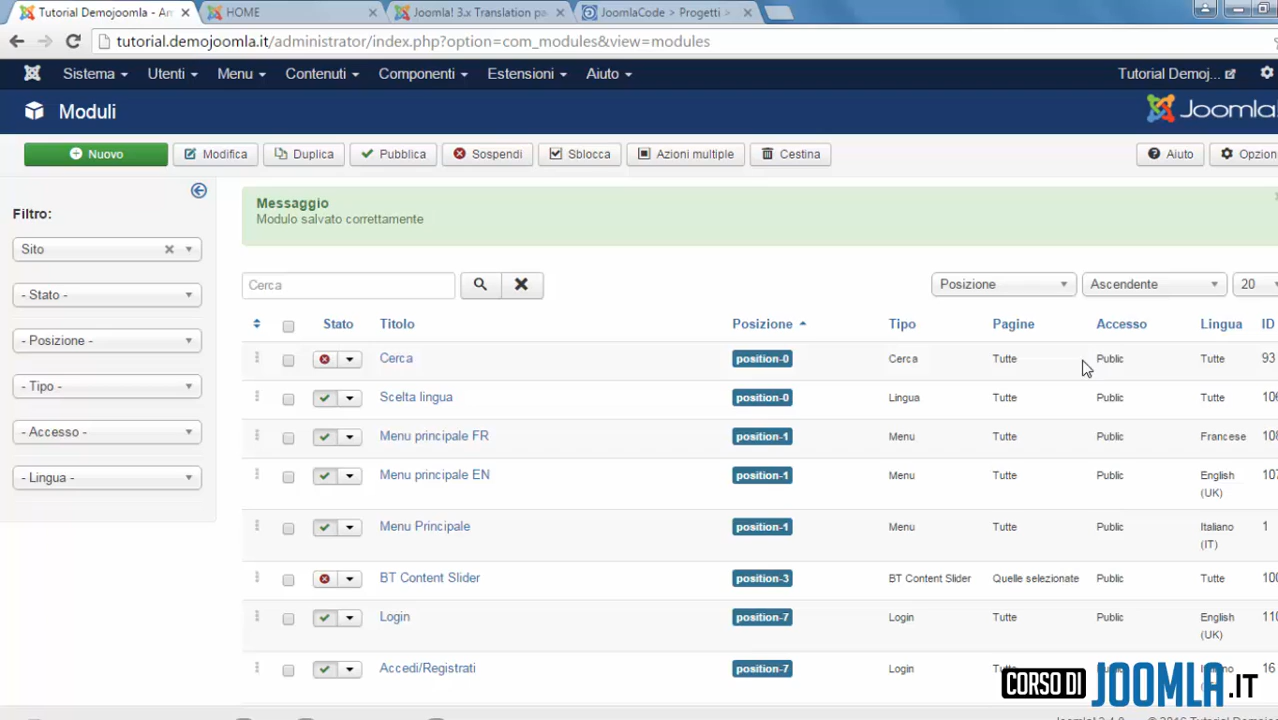 Tutorial Demojoomla - An
HOME
Joomla! 3.x Translation pa
JoomlaCode > Progetti >
tutorial.demojoomla.it/administrator/index.php?option=com_modules&view=modules
Sistema Utenti Menu Contenuti Componenti Estensioni Aiuto Tutorial Demoj...
Moduli Joomla!
Nuovo Modifica Duplica Pubblica Sospendi Sblocca Azioni multiple Cestina Aiuto Opzion
Filtro:
Sito
- Stato -
- Posizione -
- Tipo -
- Accesso -
- Lingua -
Messaggio
Modulo salvato correttamente
Cerca Posizione Ascendente 20
Stato Titolo Posizione Tipo Pagine Accesso Lingua ID
Cerca position-0 Cerca Tutte Public Tutte 93
Scelta lingua position-0 Lingua Tutte Public Tutte 106
Menu principale FR position-1 Menu Tutte Public Francese 108
Menu principale EN position-1 Menu Tutte Public English (UK) 107
Menu Principale position-1 Menu Tutte Public Italiano (IT) 1
BT Content Slider position-3 BT Content Slider Quelle selezionate Public Tutte 100
Login position-7 Login Tutte Public English (UK) 110
Accedi/Registrati position-7 Login 16
CORSO DI JOOMLA.IT